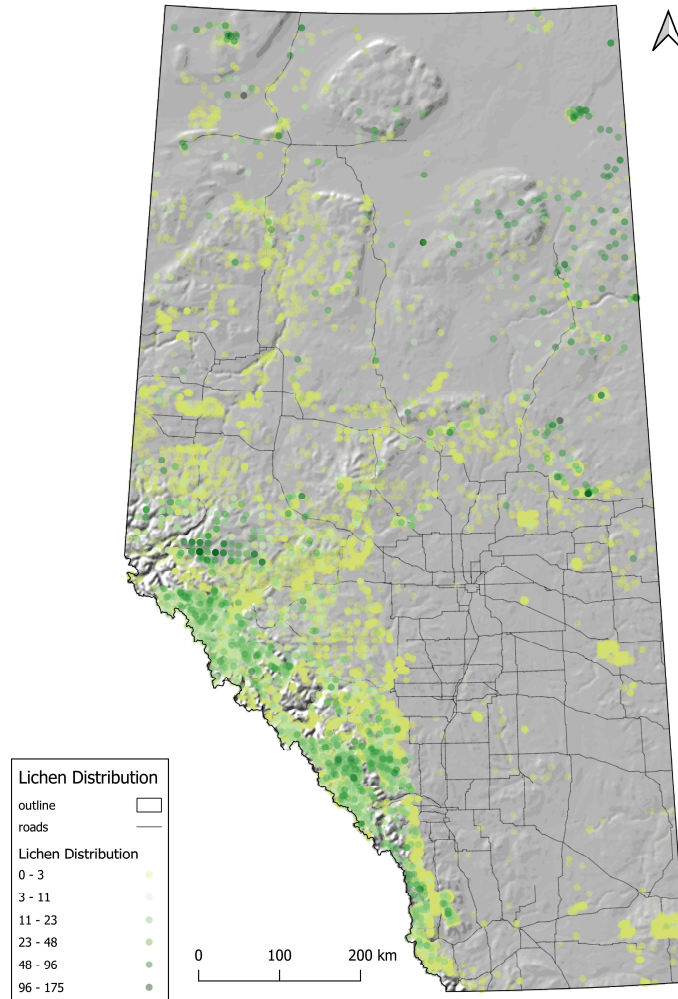 Lichen Distribution
outline
roads
Lichen Distribution
0 - 3
3 - 11
11 - 23
23 - 48
48 - 96
96 - 175
0 100 200 km